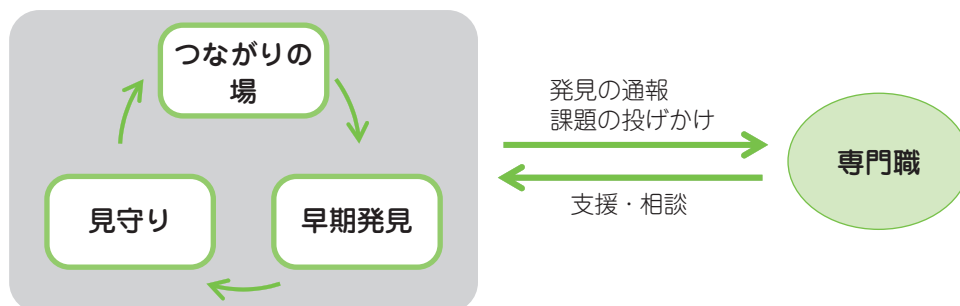 つながりの
場
見守り
早期発見
発見の通報
課題の投げかけ
支援・相談
専門職